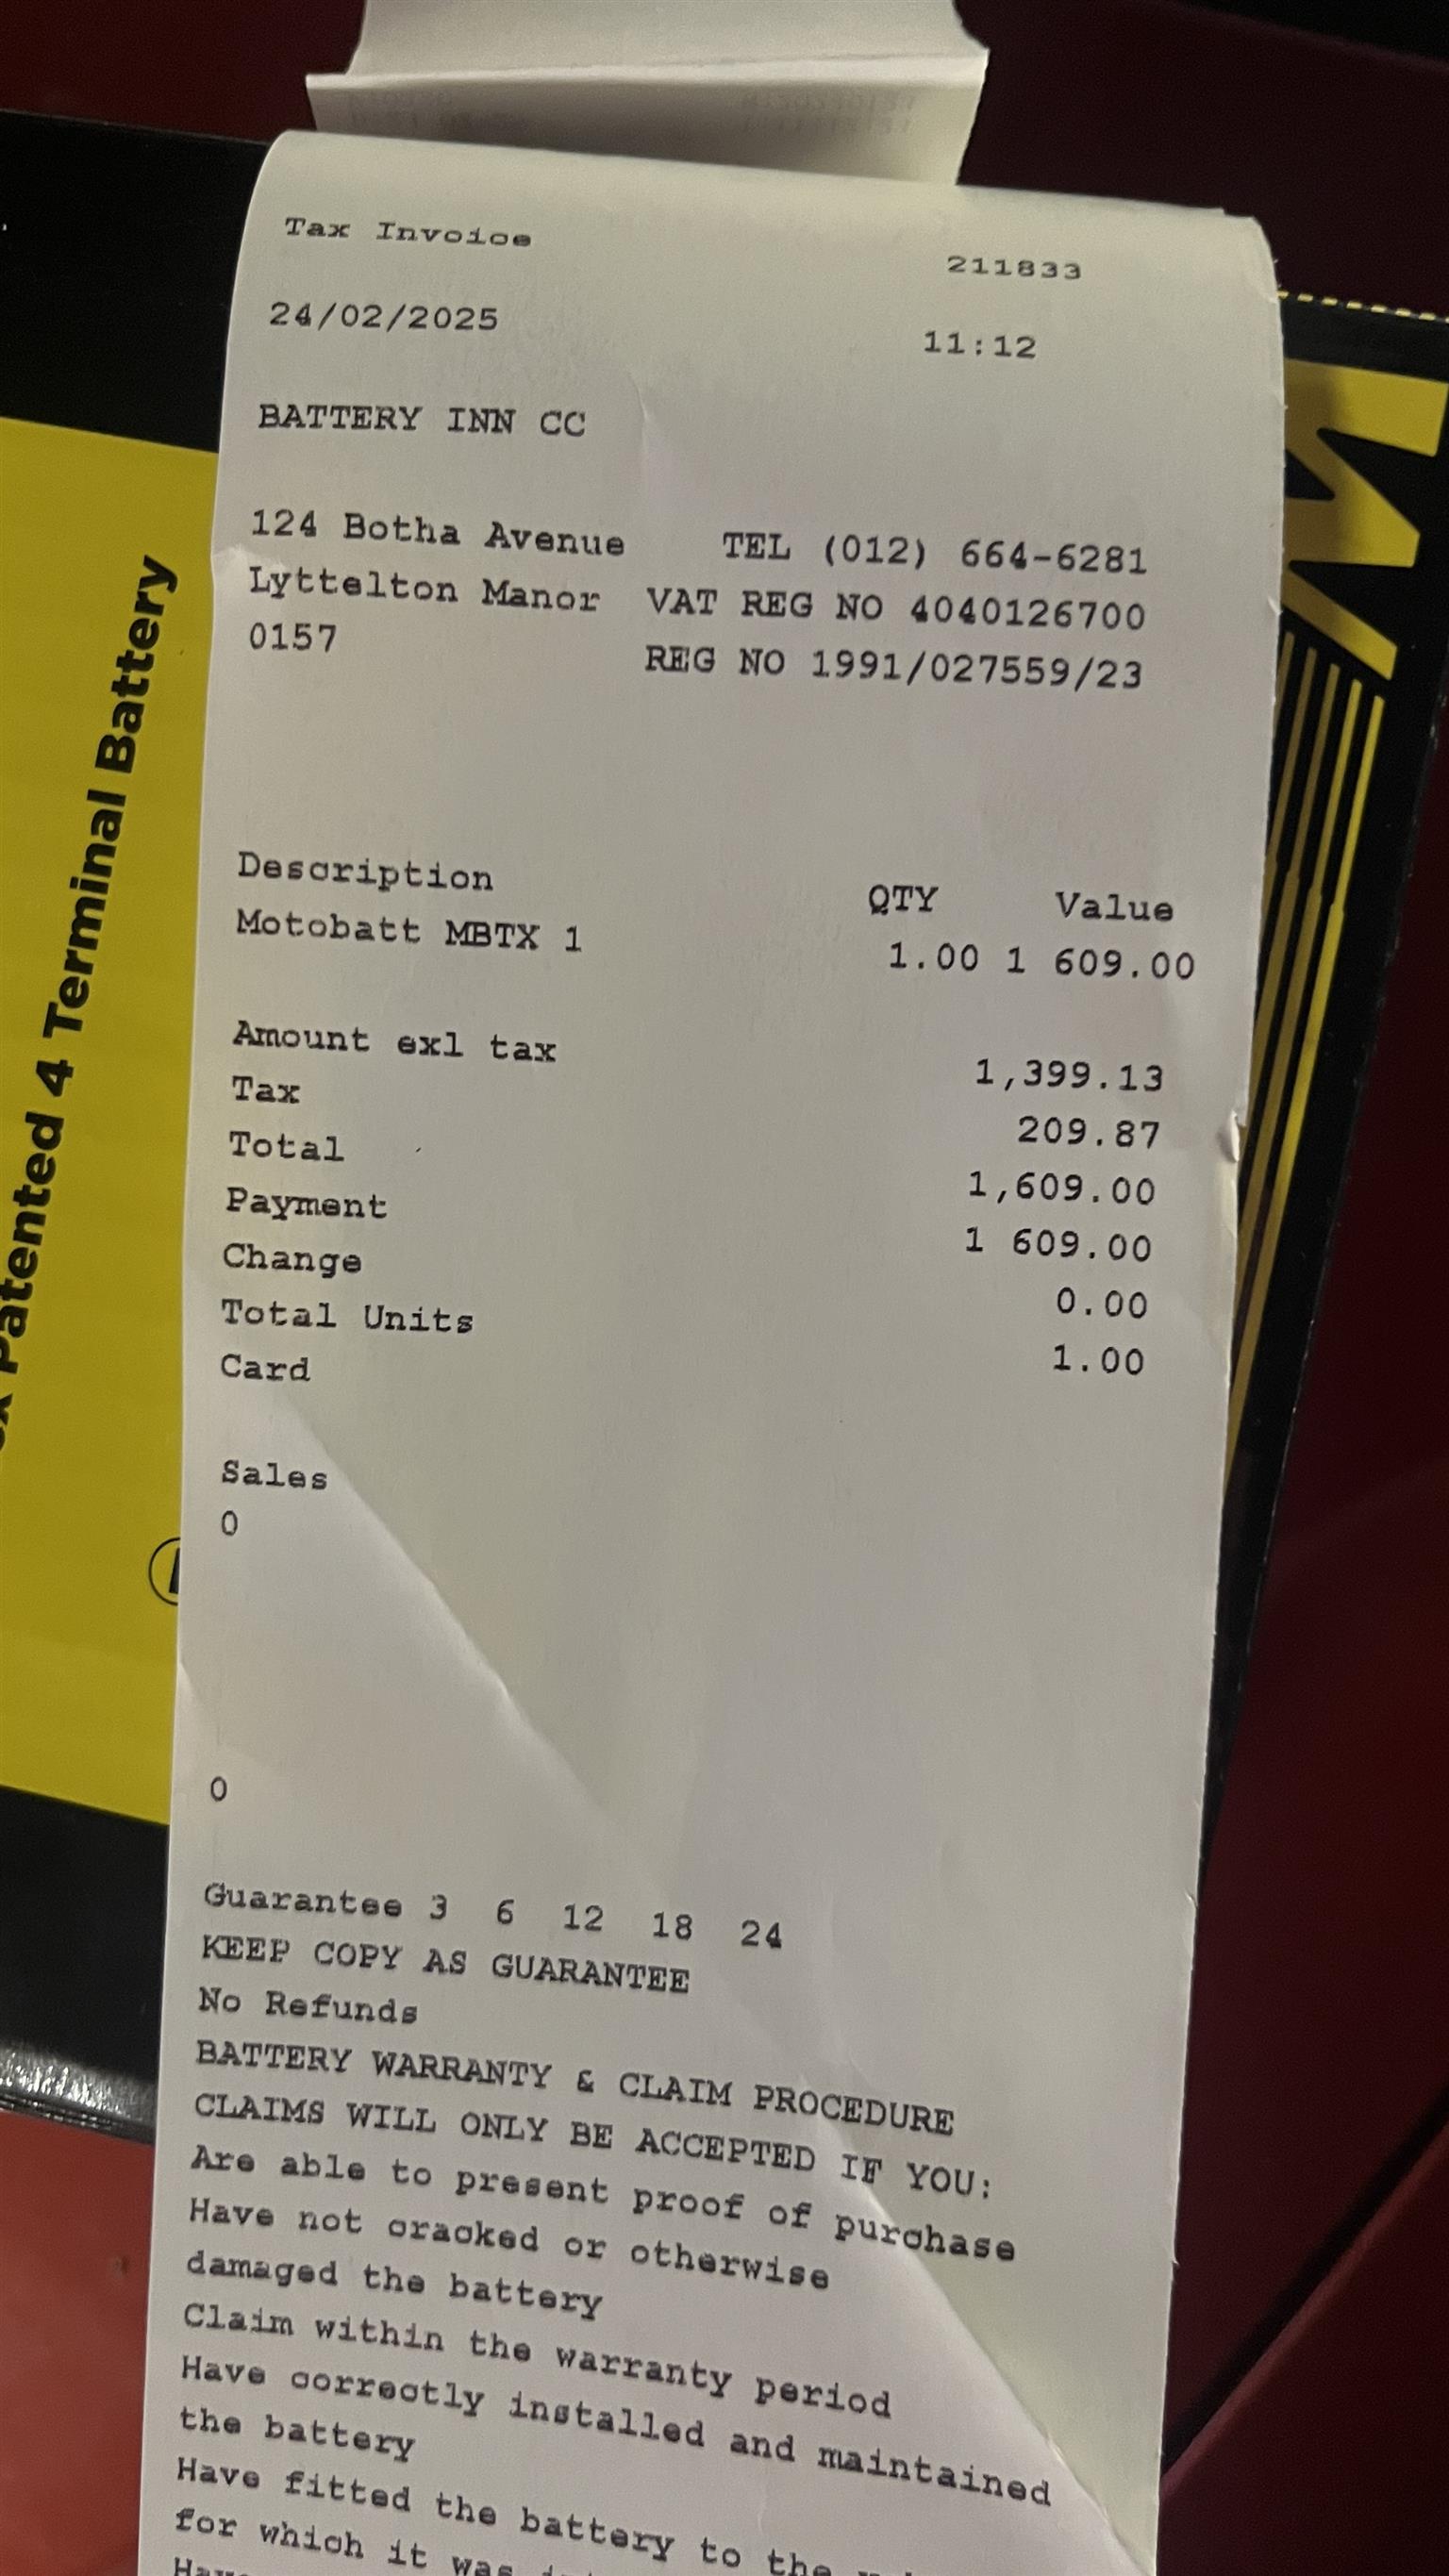 Tax Invoice 211833
24/02/2025 11:12
BATTERY INN CC
124 Botha Avenue TEL (012) 664-6281
Lyttelton Manor VAT REG NO 4040126700
0157 REG NO 1991/027559/23
Description QTY Value
Motobatt MBTX 1 1.00 1 609.00
Amount exl tax 1,399.13
Tax 209.87
Total 1,609.00
Payment 1 609.00
Change 0.00
Total Units 1.00
Card
Sales
0
0
Guarantee 3 6 12 18 24
KEEP COPY AS GUARANTEE
No Refunds
BATTERY WARRANTY & CLAIM PROCEDURE
CLAIMS WILL ONLY BE ACCEPTED IF YOU:
Are able to present proof of purchase
Have not cracked or otherwise
damaged the battery
Claim within the warranty period
Have correctly installed and maintained
the battery
Have fitted the battery to the
for which it was
Patented 4 Terminal Battery